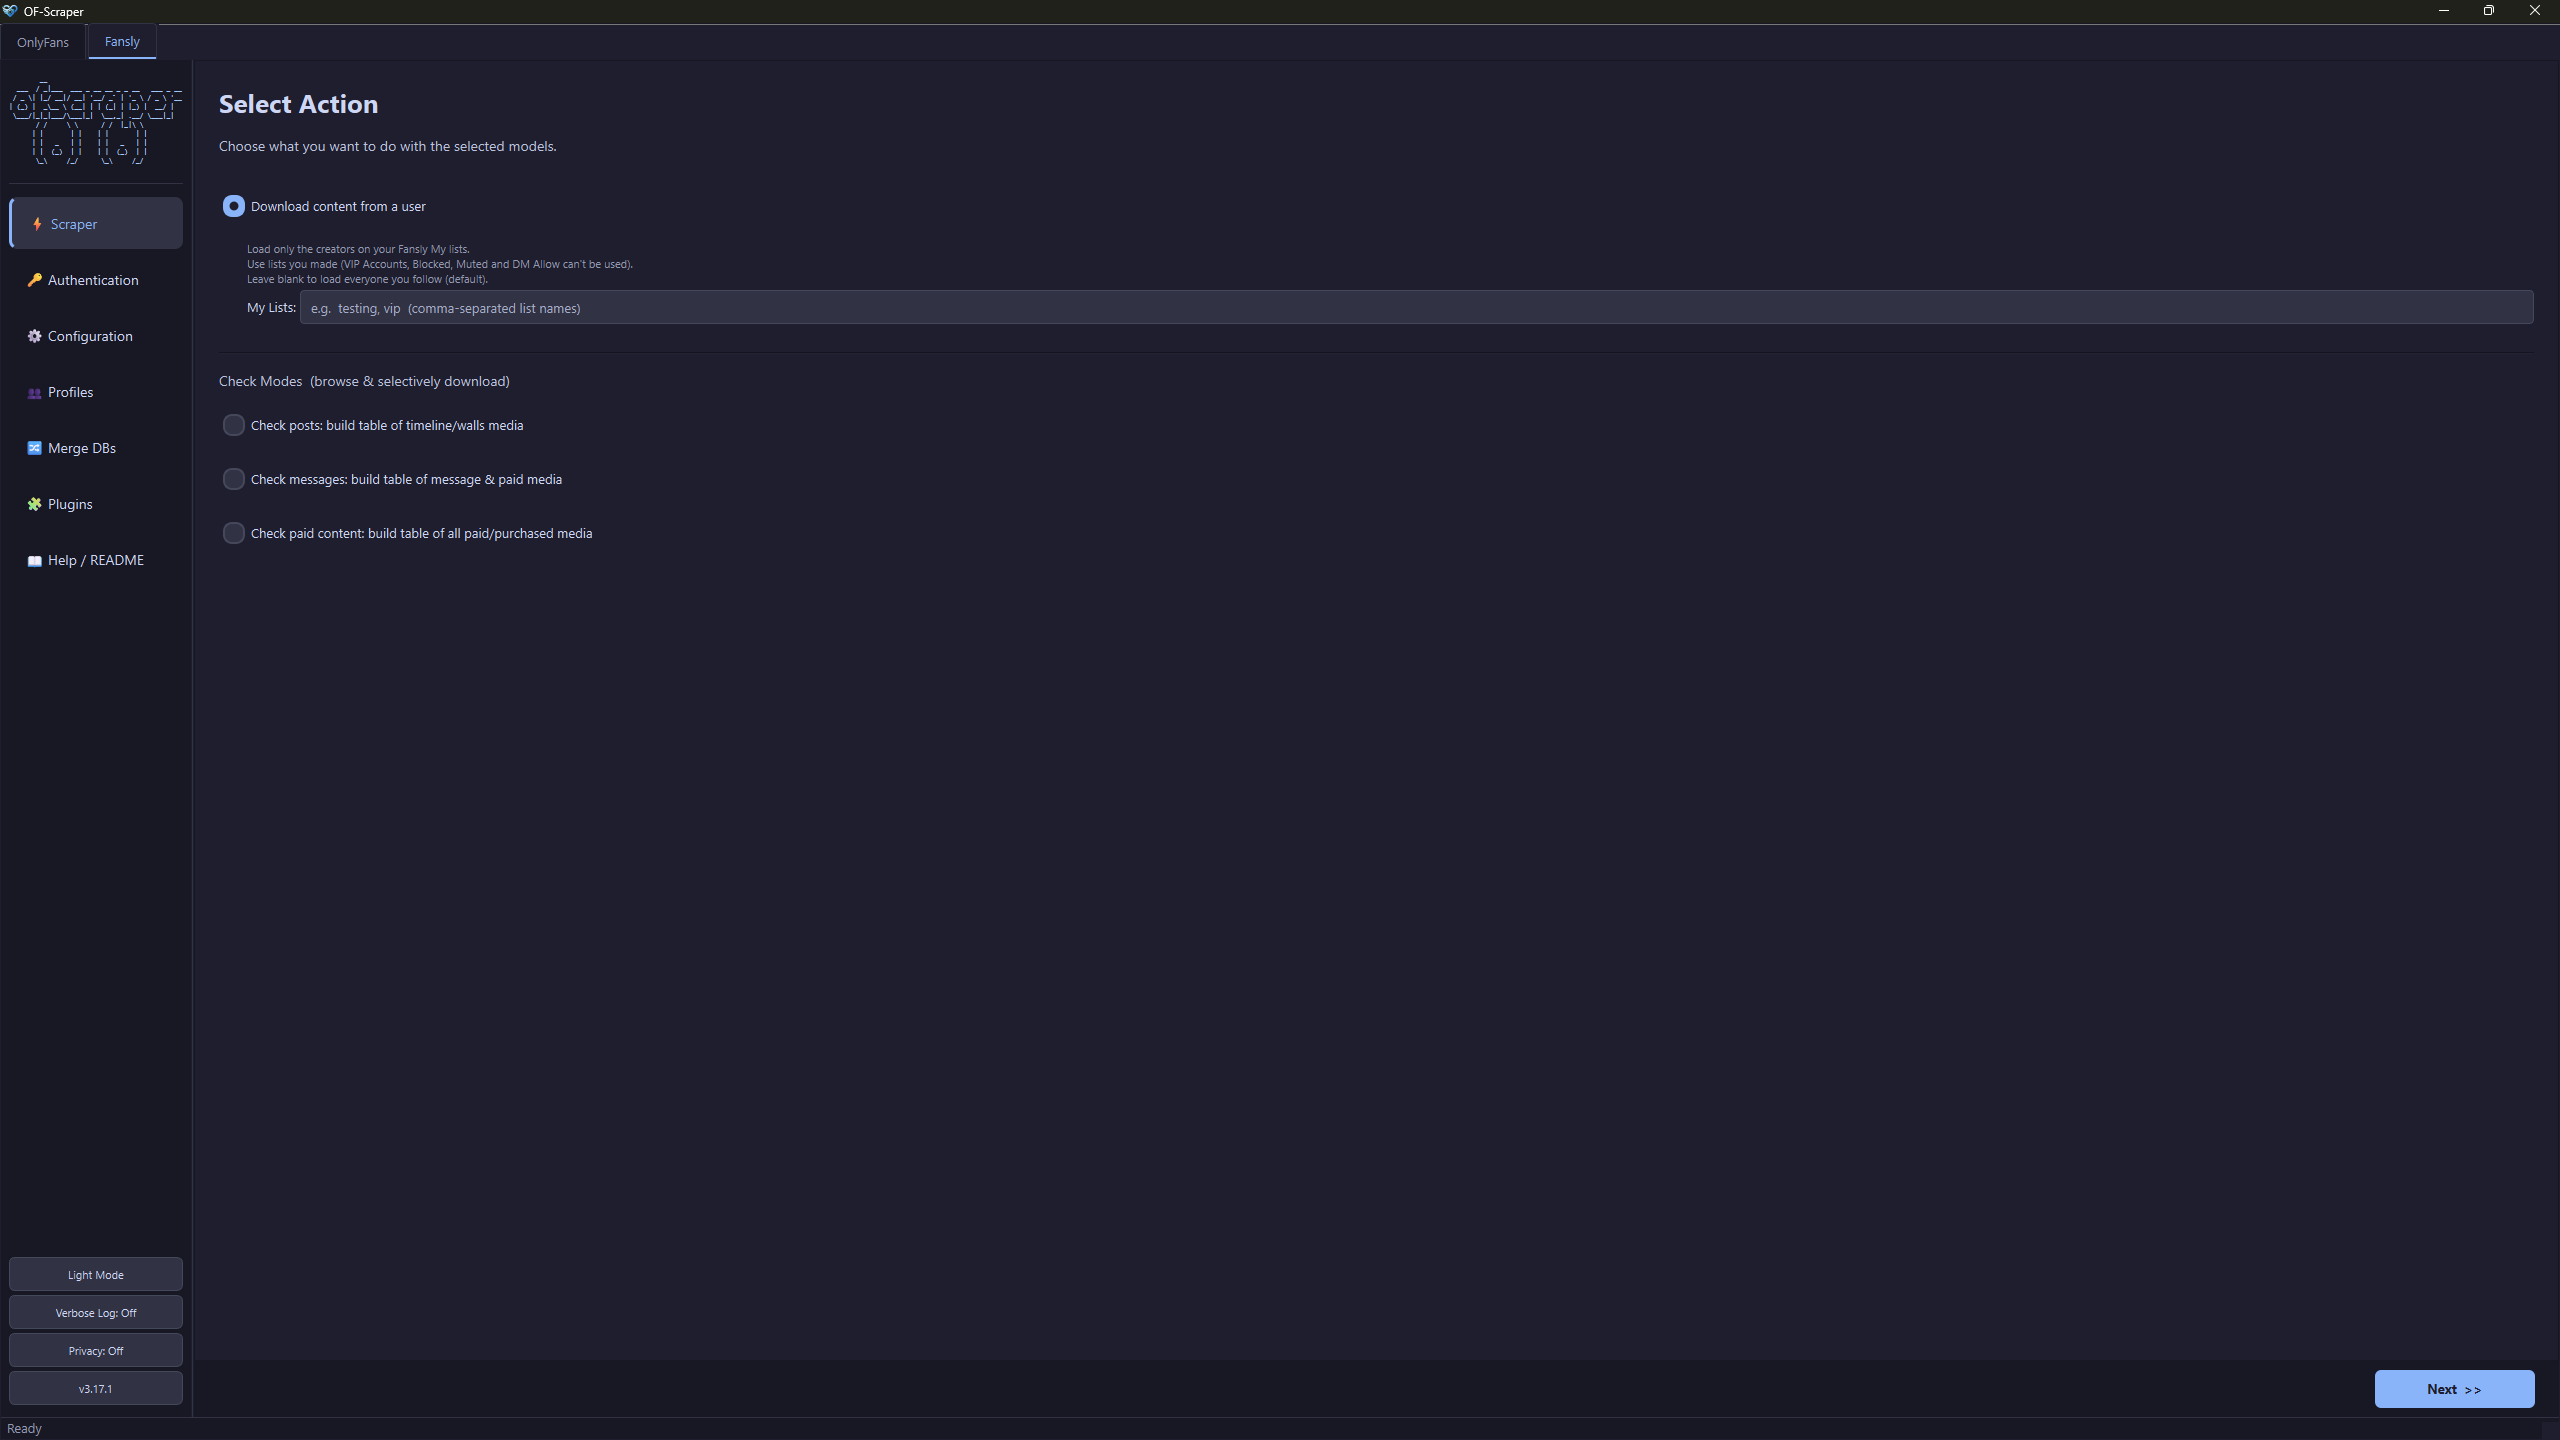 OF-Scraper
OnlyFans
Fansly
Scraper
Authentication
Configuration
Profiles
Merge DBs
Plugins
Help / README
Select Action
Choose what you want to do with the selected models.
Download content from a user
Load only the creators on your Fansly My lists.
Use lists you made (VIP Accounts, Blocked, Muted and DM Allow can't be used).
Leave blank to load everyone you follow (default).
My Lists: e.g. testing, vip (comma-separated list names)
Check Modes (browse & selectively download)
Check posts: build table of timeline/walls media
Check messages: build table of message & paid media
Check paid content: build table of all paid/purchased media
Light Mode
Verbose Log: Off
Privacy: Off
v3.17.1
Next >>
Ready